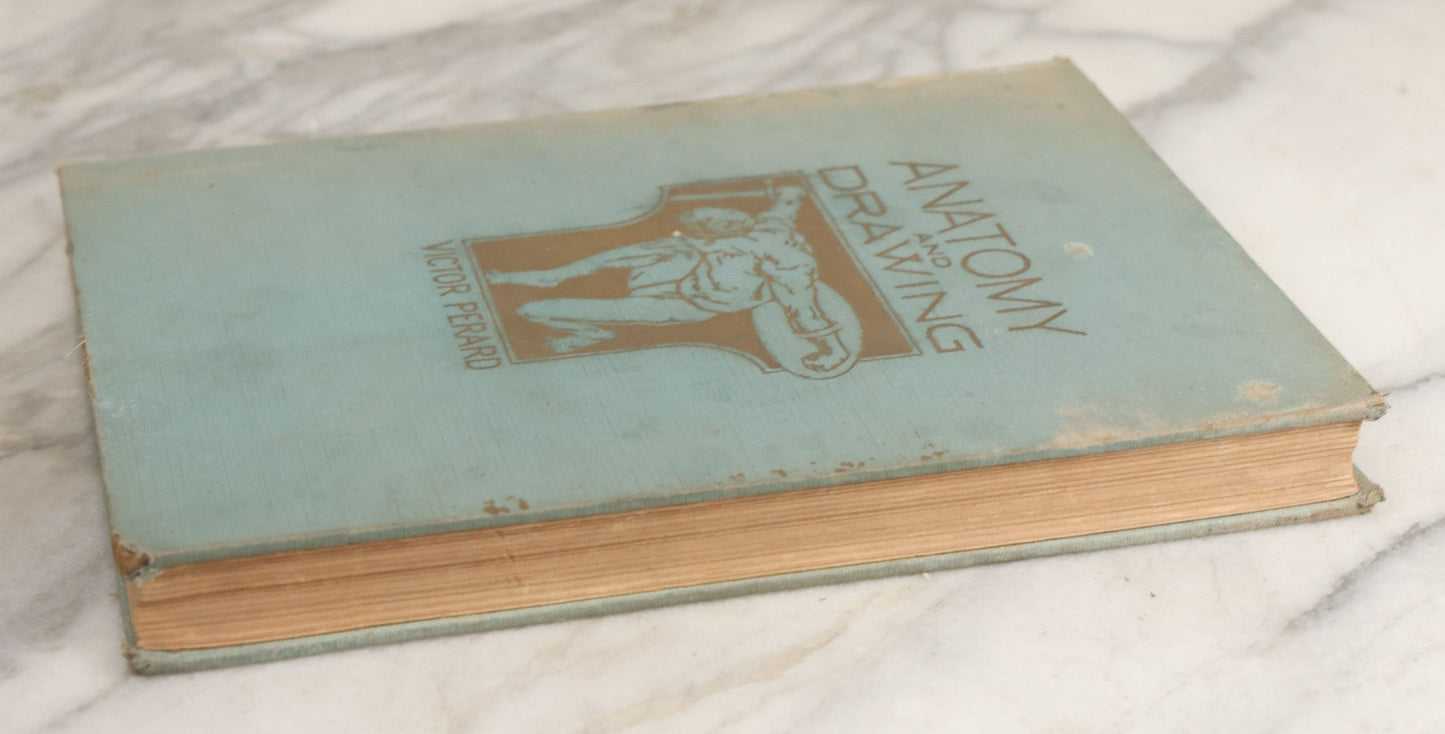 ANATOMY
AND
DRAWING
VICTOR PERARD